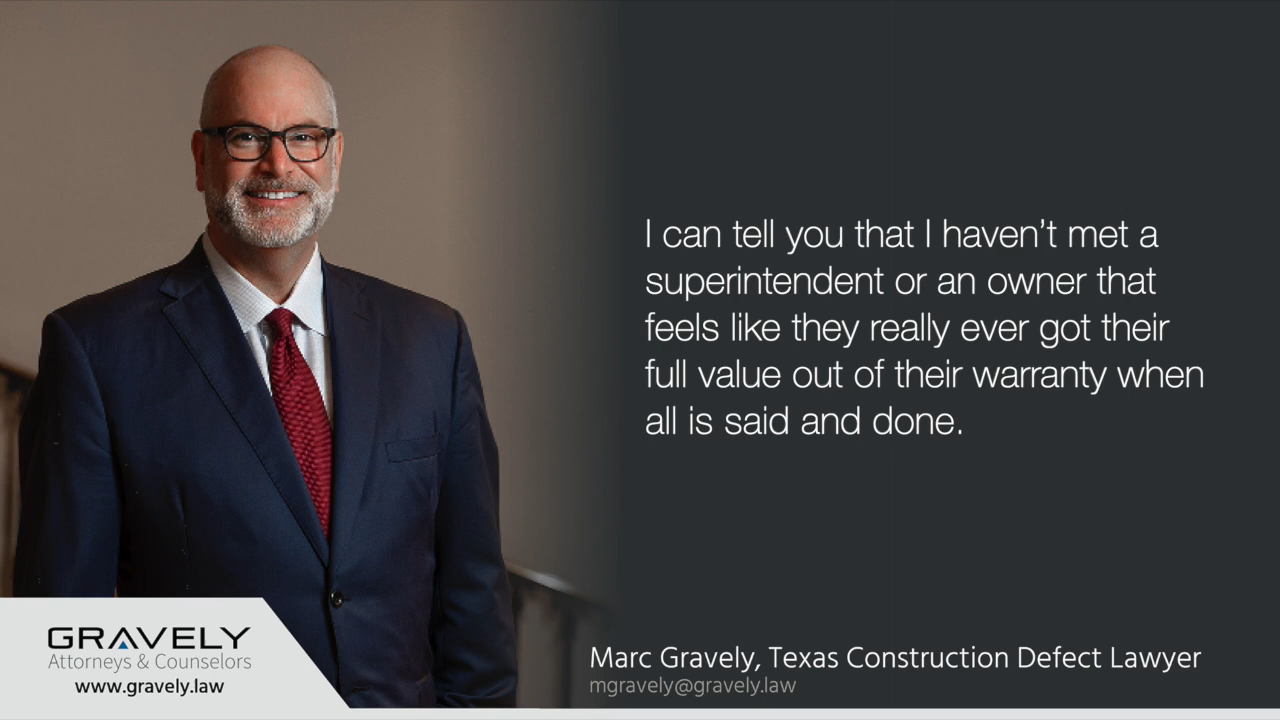 I can tell you that I haven't met a
superintendent or an owner that
feels like they really ever got their
full value out of their warranty when
all is said and done.
GRAVELY
Attorneys & Counselors
www.gravely.law
Marc Gravely, Texas Construction Defect Lawyer
mgravely@gravely.law